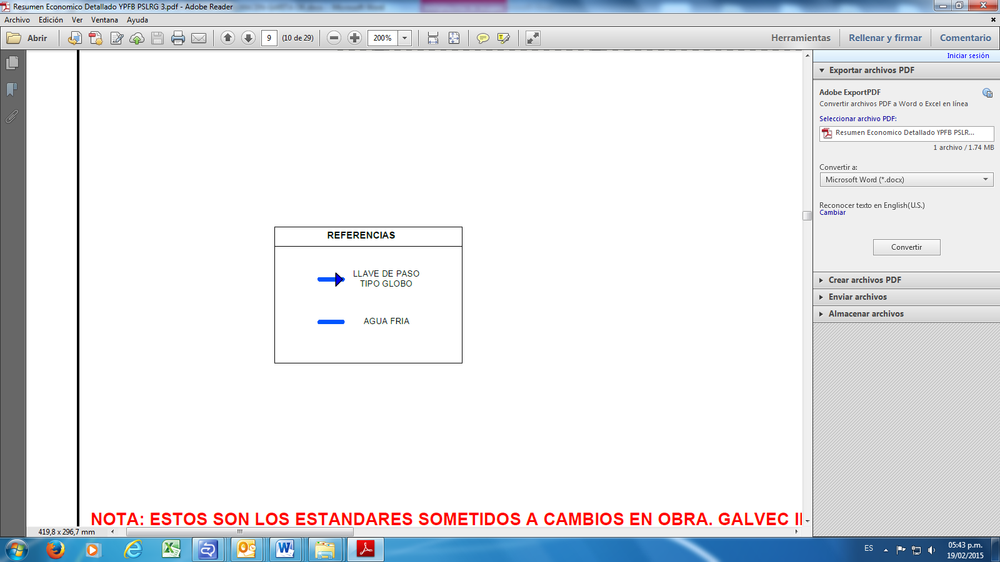 Resumen Economico Detallado YPFB PSLRG 3.pdf - Adobe Reader
Archivo Edición Ver Ventana Ayuda
Abrir
9
(10 de 29)
200%
Herramientas
Rellenar y firmar
Comentario
Iniciar sesión
Exportar archivos PDF
Adobe ExportPDF
Convertir archivos PDF a Word o Excel en línea
Seleccionar archivo PDF:
Resumen Economico Detallado YPFB PSLR...
1 archivo / 1.74 MB
Convertir a:
Microsoft Word (*.docx)
Reconocer texto en English(U.S.)
Cambiar
Convertir
Crear archivos PDF
Enviar archivos
Almacenar archivos
REFERENCIAS
LLAVE DE PASO
TIPO GLOBO
AGUA FRIA
NOTA: ESTOS SON LOS ESTANDARES SOMETIDOS A CAMBIOS EN OBRA. GALVEC
419,8 x 296,7 mm
ES
05:43 p.m.
19/02/2015